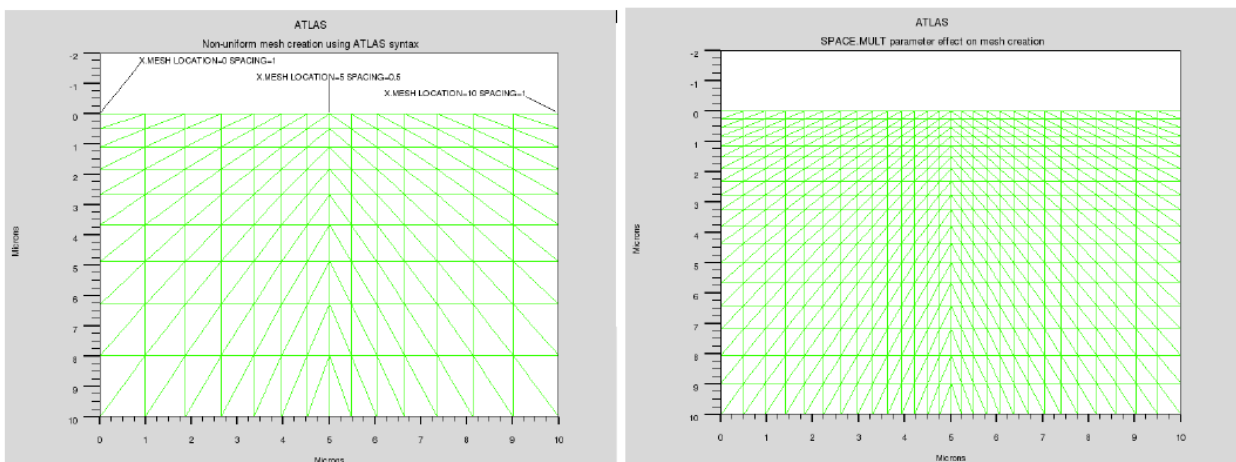 ATLAS
Non-uniform mesh creation using ATLAS syntax
X.MESH LOCATION=0 SPACING=1
X.MESH LOCATION=5 SPACING=0.5
X.MESH LOCATION=10 SPACING=1
-2
-1
0
1
2
3
4
5
6
7
8
9
10
Microns
0 1 2 3 4 5 6 7 8 9 10
Microns
ATLAS
SPACE.MULT parameter effect on mesh creation
-2
-1
0
1
2
3
4
5
6
7
8
9
10
Microns
0 1 2 3 4 5 6 7 8 9 10
Microns